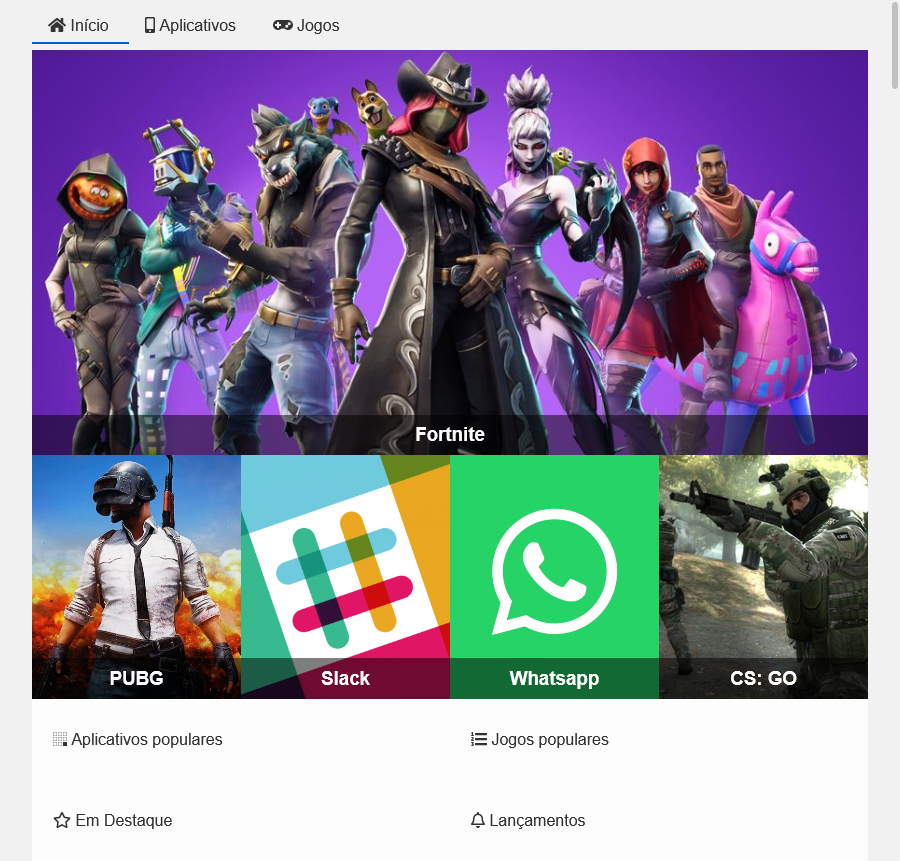 Início Aplicativos Jogos
Fortnite
PUBG Slack Whatsapp CS: GO
Aplicativos populares Jogos populares
Em Destaque Lançamentos